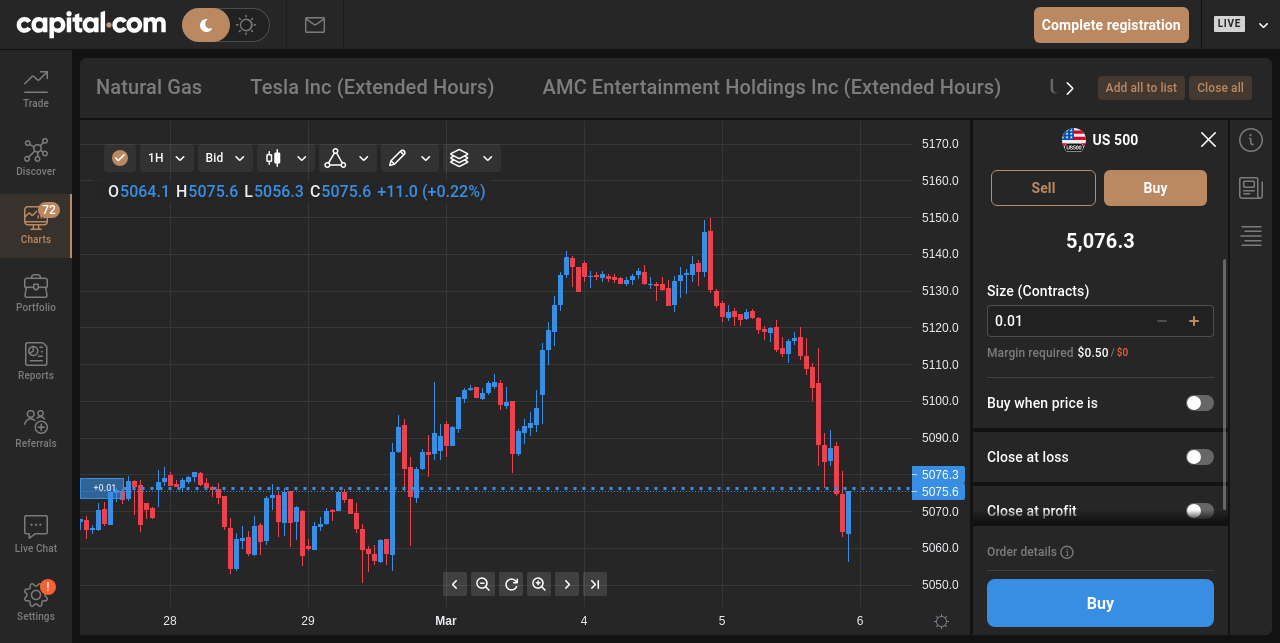 capital.com
Complete registration
LIVE
Trade
Discover
72
Charts
Portfolio
Reports
Referrals
Live Chat
!
Settings
Natural Gas
Tesla Inc (Extended Hours)
AMC Entertainment Holdings Inc (Extended Hours)
Add all to list
Close all
1H
Bid
O5064.1 H5075.6 L5056.3 C5075.6 +11.0 (+0.22%)
5170.0
5160.0
5150.0
5140.0
5130.0
5120.0
5110.0
5100.0
5090.0
5076.3
5075.6
5070.0
5060.0
5050.0
+0.01
28
29
Mar
4
5
6
US500
US 500
Sell
Buy
5,076.3
Size (Contracts)
0.01
Margin required $0.50 / $0
Buy when price is
Close at loss
Close at profit
Order details
Buy